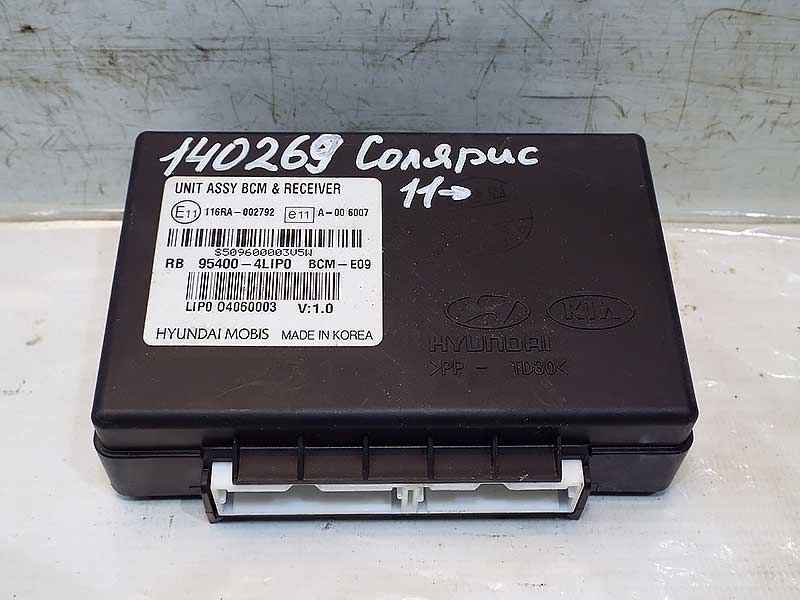 140269 Солярис
11→
UNIT ASSY BCM & RECEIVER
E11 116RA-002792 e11 A-00 6007
S509600003V5W
RB 95400-4LIP0 BCM-E09
LIP0 04060003 V:1.0
HYUNDAI MOBIS MADE IN KOREA
KIA
HYUNDAI
>PP - TD30<